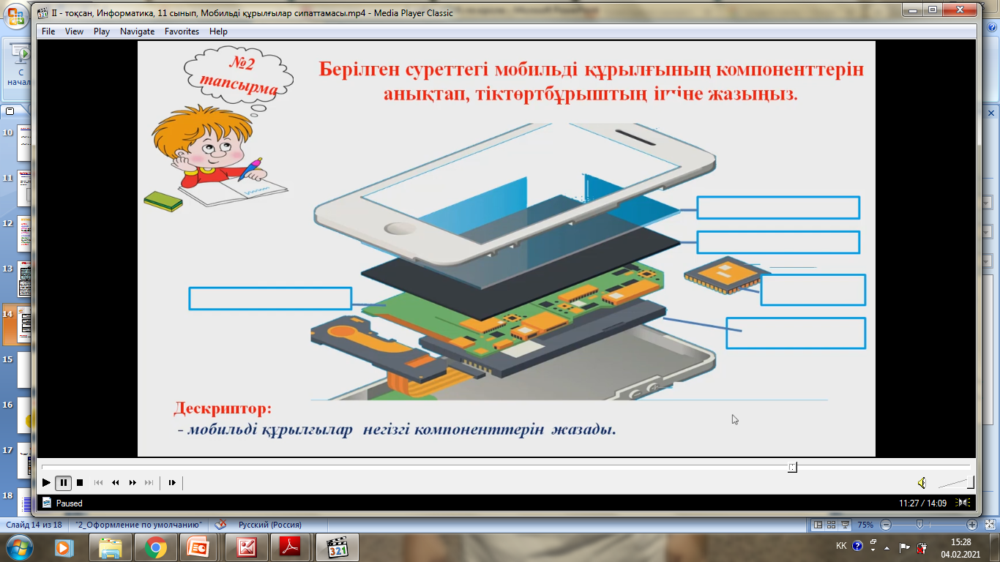 II - тоқсан, Информатика, 11 сынып, Мобильді құрылғылар сипаттамасы.mp4 - Media Player Classic
File View Play Navigate Favorites Help
№2
тапсырма
Берілген суреттегі мобильді құрылғының компоненттерін
анықтап, тіктөртбұрыштың ішіне жазыңыз.
Дескриптор:
- мобильді құрылғылар негізгі компоненттерін жазады.
С
начал
10
11
12
13
14
15
16
17
18
Paused
11:27 / 14:09
Слайд 14 из 18
"2_Оформление по умолчанию"
Русский (Россия)
75%
KK
15:28
04.02.2021